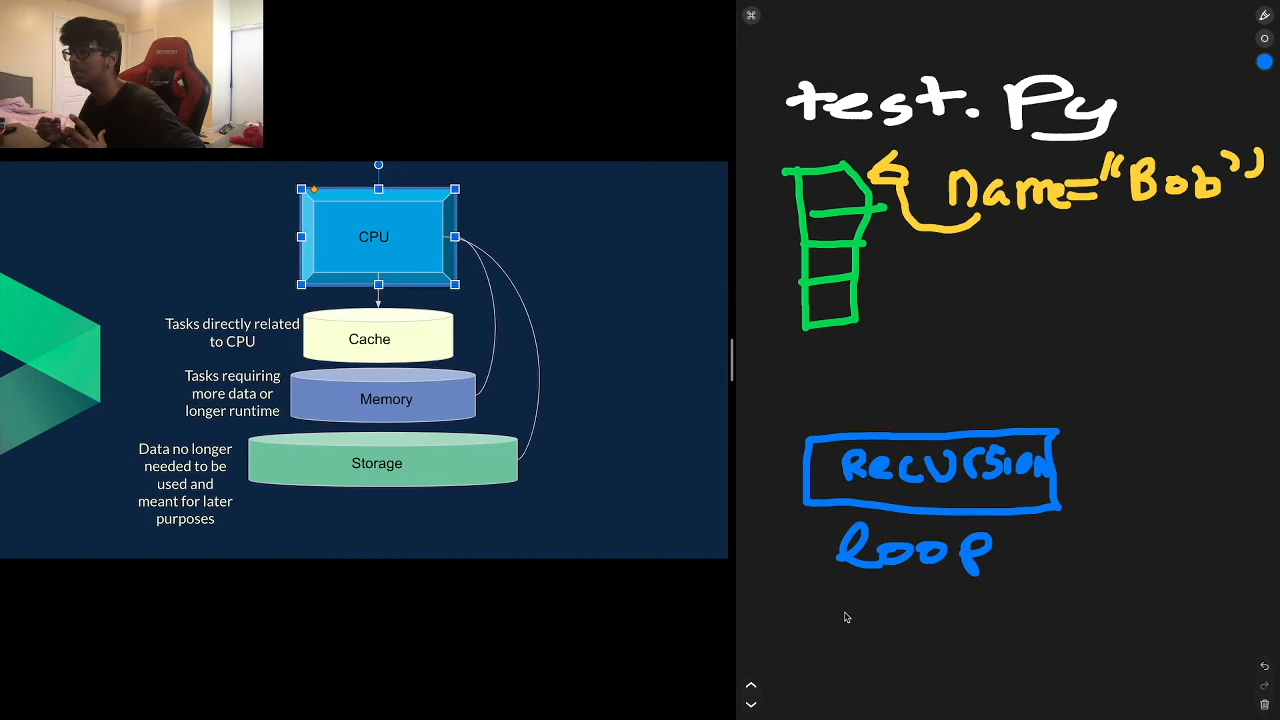 CPU
Tasks directly related
to CPU
Cache
Tasks requiring
more data or
longer runtime
Memory
Data no longer
needed to be
used and
meant for later
purposes
Storage
test.Py
name="Bob"
Recursion
loop